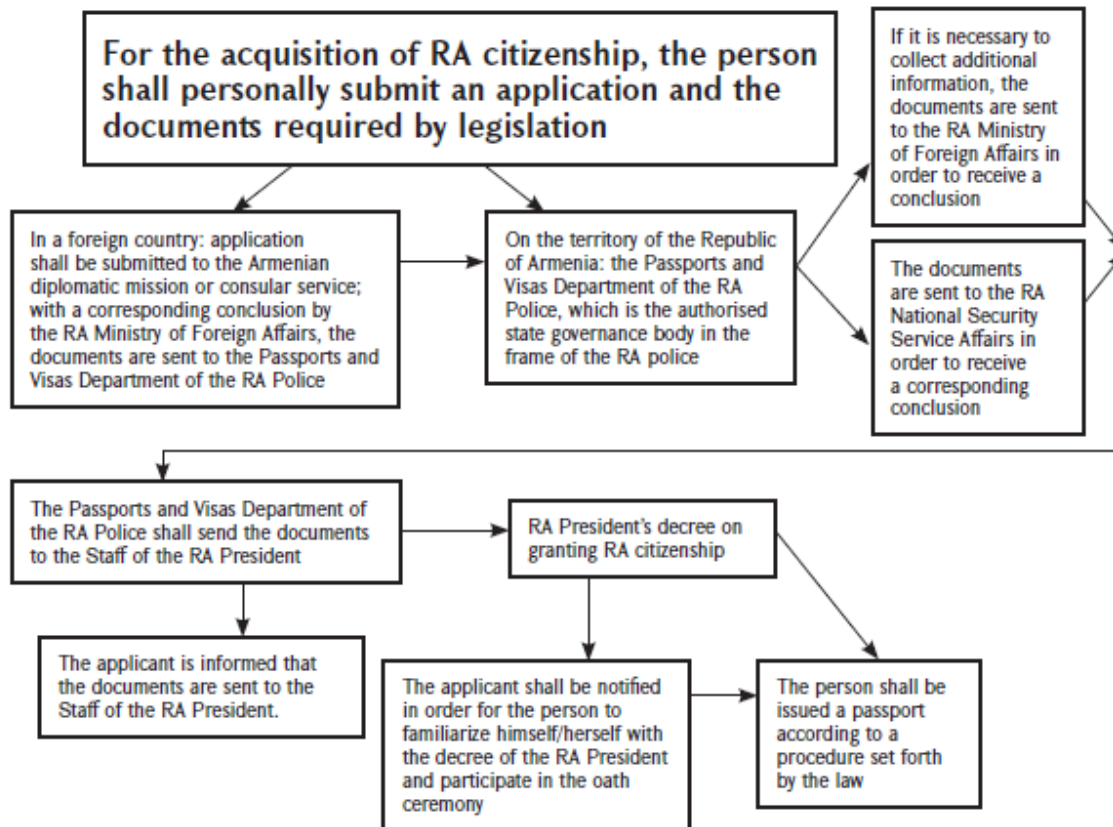 For the acquisition of RA citizenship, the person
shall personally submit an application and the
documents required by legislation
If it is necessary to
collect additional
information, the
documents are sent
to the RA Ministry
of Foreign Affairs in
order to receive a
conclusion
In a foreign country: application
shall be submitted to the Armenian
diplomatic mission or consular service;
with a corresponding conclusion by
the RA Ministry of Foreign Affairs, the
documents are sent to the Passports and
Visas Department of the RA Police
On the territory of the Republic
of Armenia: the Passports and
Visas Department of the RA
Police, which is the authorised
state governance body in the
frame of the RA police
The documents
are sent to the RA
National Security
Service Affairs in
order to receive
a corresponding
conclusion
The Passports and Visas Department of
the RA Police shall send the documents
to the Staff of the RA President
RA President's decree on
granting RA citizenship
The applicant is informed that
the documents are sent to the
Staff of the RA President.
The applicant shall be notified
in order for the person to
familiarize himself/herself with
the decree of the RA President
and participate in the oath
ceremony
The person shall be
issued a passport
according to a
procedure set forth
by the law